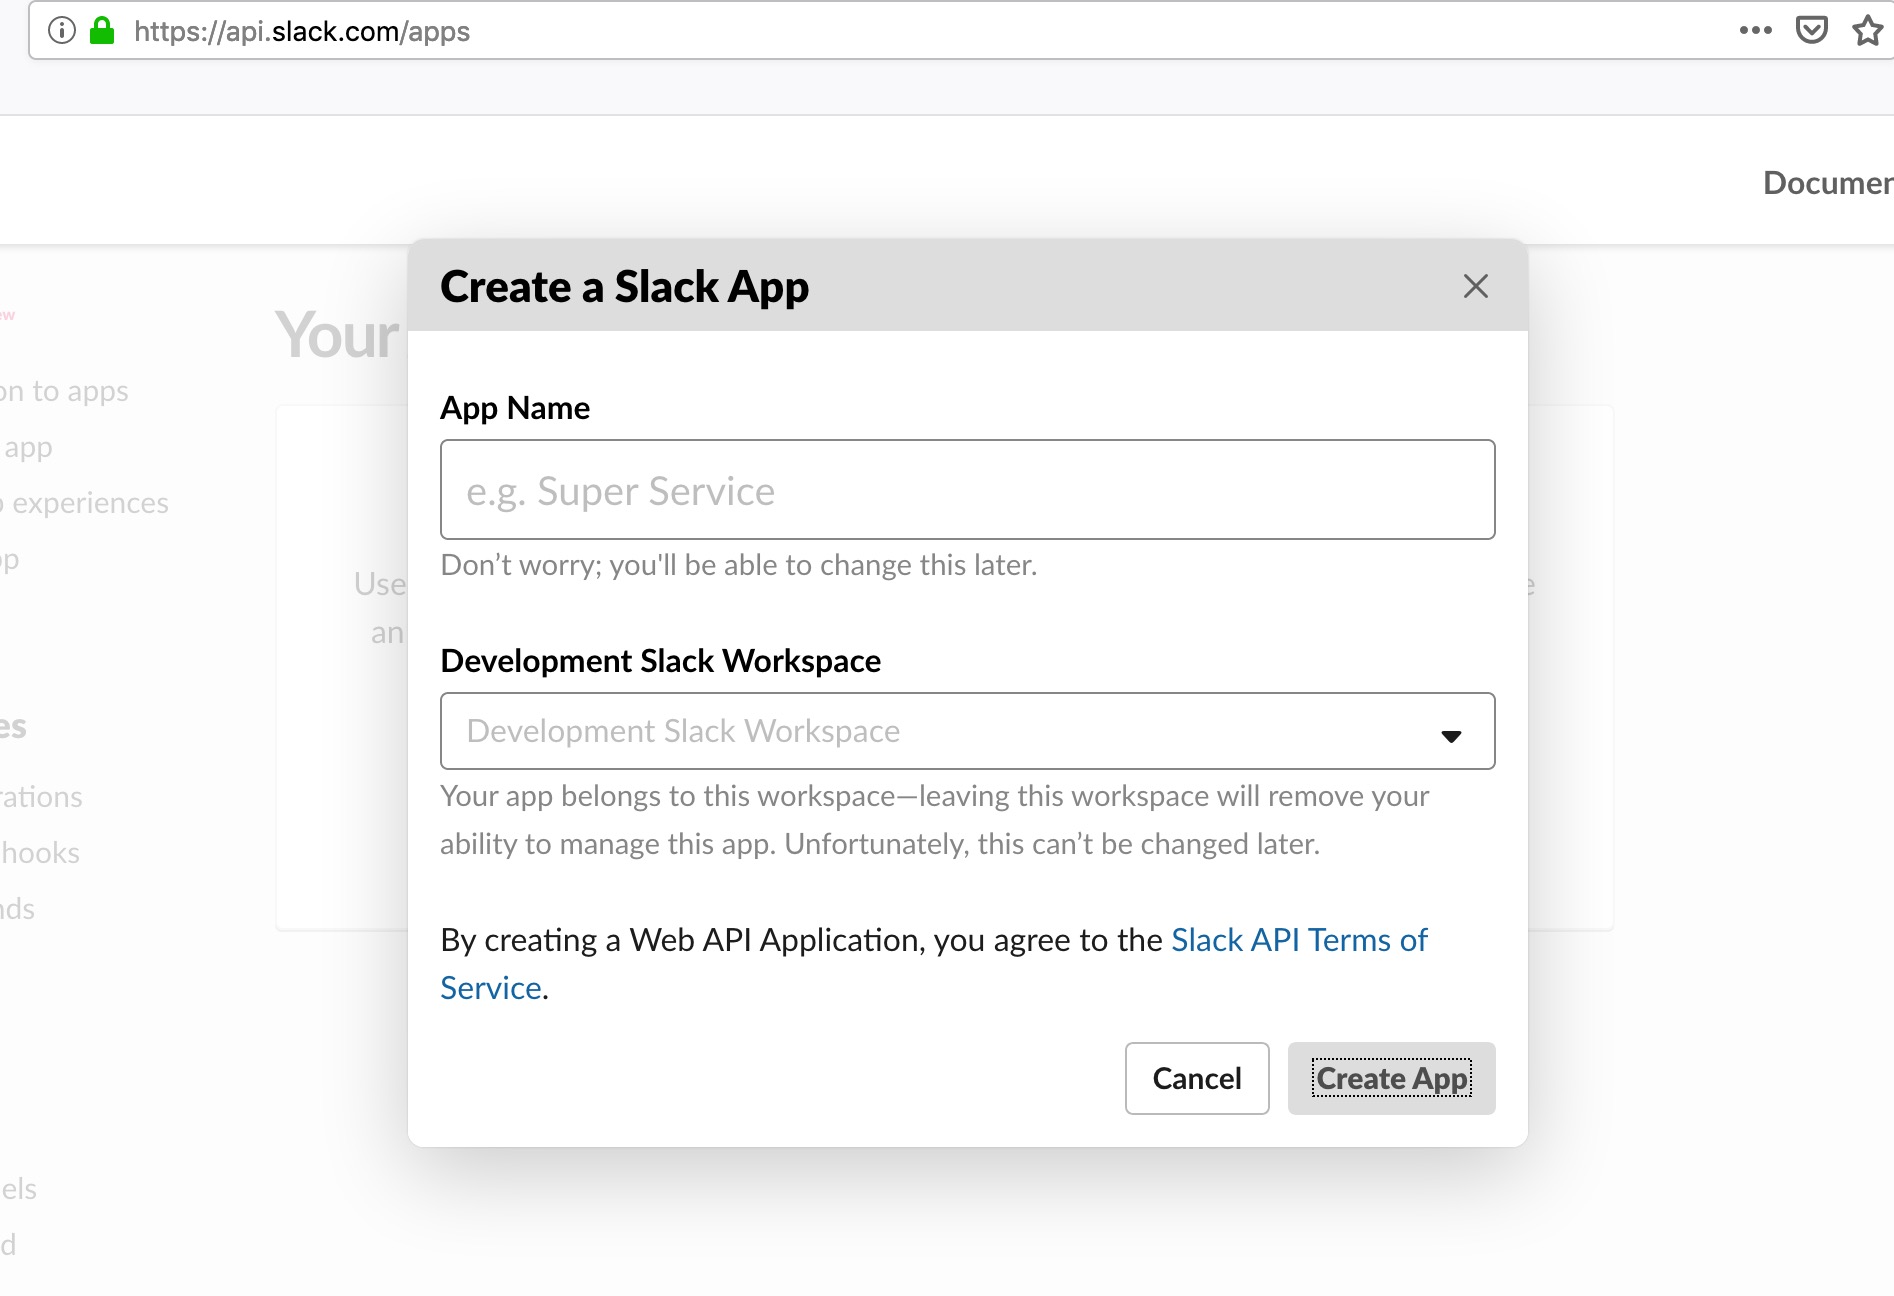 https://api.slack.com/apps
Documen
Create a Slack App
ew
Your
App Name
on to apps
e.g. Super Service
app
experiences
Don’t worry; you'll be able to change this later.
op
Use
e
an
Development Slack Workspace
Development Slack Workspace
es
Your app belongs to this workspace—leaving this workspace will remove your
rations
ability to manage this app. Unfortunately, this can’t be changed later.
hooks
nds
By creating a Web API Application, you agree to the Slack API Terms of
Service.
Cancel
Create App
els
d